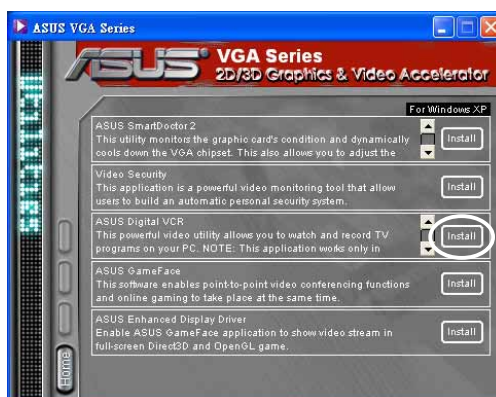 ASUS VGA Series
ASUS VGA Series
2D/3D Graphics & Video Accelerator
For Windows XP
ASUS SmartDoctor 2
This utility monitors the graphic card's condition and dynamically
cools down the VGA chipset. This also allows you to adjust the
Install
Video Security
This application is a powerful video monitoring tool that allow
users to build an automatic personal security system.
Install
ASUS Digital VCR
This powerful video utility allows you to watch and record TV
programs on your PC. NOTE: This application works only in
Install
ASUS GameFace
This software enables point-to-point video conferencing functions
and online gaming to take place at the same time.
Install
ASUS Enhanced Display Driver
Enable ASUS GameFace application to show video stream in
full-screen Direct3D and OpenGL game.
Install
Home